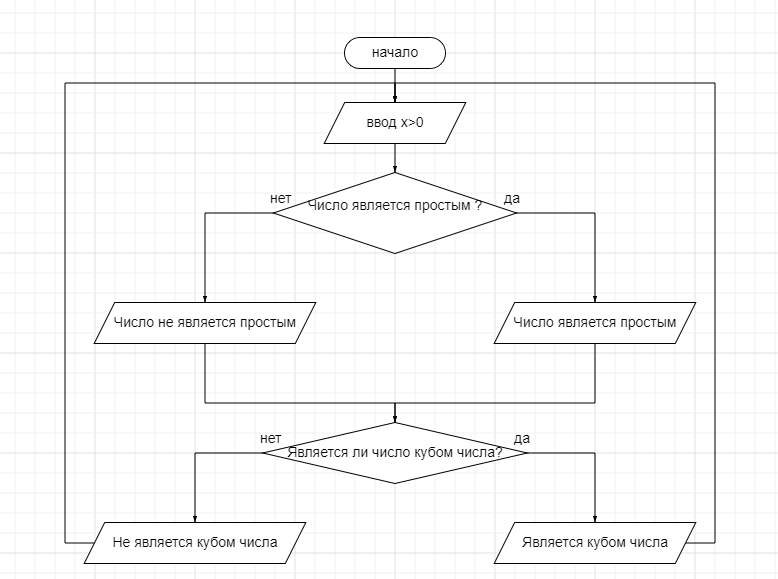 начало
ввод x>0
нет
да
Число является простым ?
Число не является простым
Число является простым
нет
да
Является ли число кубом числа?
Не является кубом числа
Является кубом числа